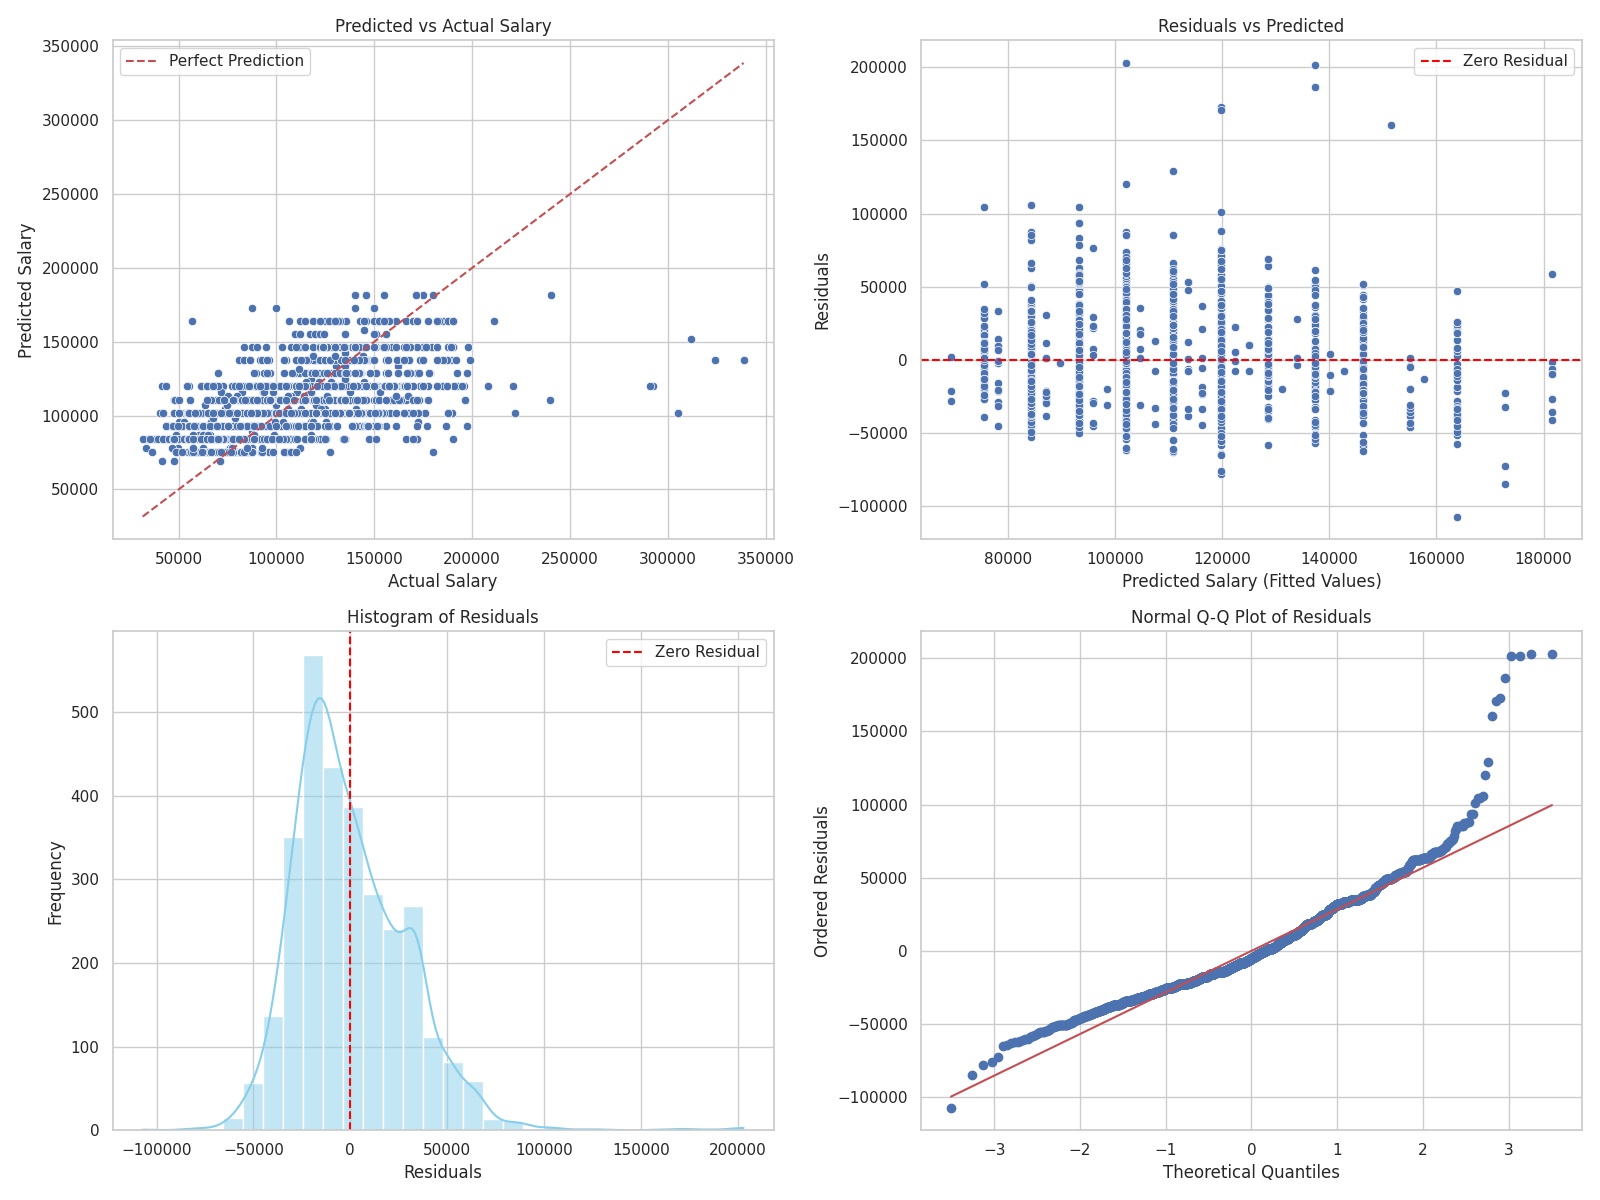 Predicted vs Actual Salary
Perfect Prediction
350000
300000
250000
200000
150000
100000
50000
Predicted Salary
50000 100000 150000 200000 250000 300000 350000
Actual Salary
Residuals vs Predicted
Zero Residual
200000
150000
100000
50000
0
−50000
−100000
Residuals
80000 100000 120000 140000 160000 180000
Predicted Salary (Fitted Values)
Histogram of Residuals
Zero Residual
500
400
300
200
100
0
Frequency
−100000 −50000 0 50000 100000 150000 200000
Residuals
Normal Q-Q Plot of Residuals
200000
150000
100000
50000
0
−50000
−100000
Ordered Residuals
−3 −2 −1 0 1 2 3
Theoretical Quantiles